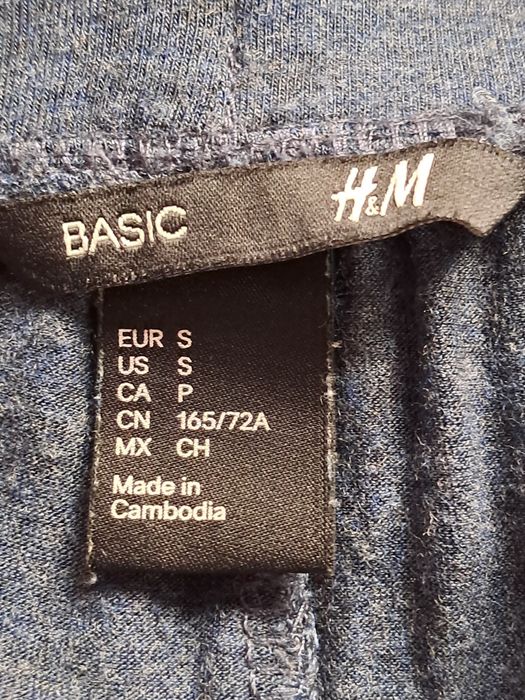 BASIC H&M
EUR S
US S
CA P
CN 165/72A
MX CH
Made in
Cambodia